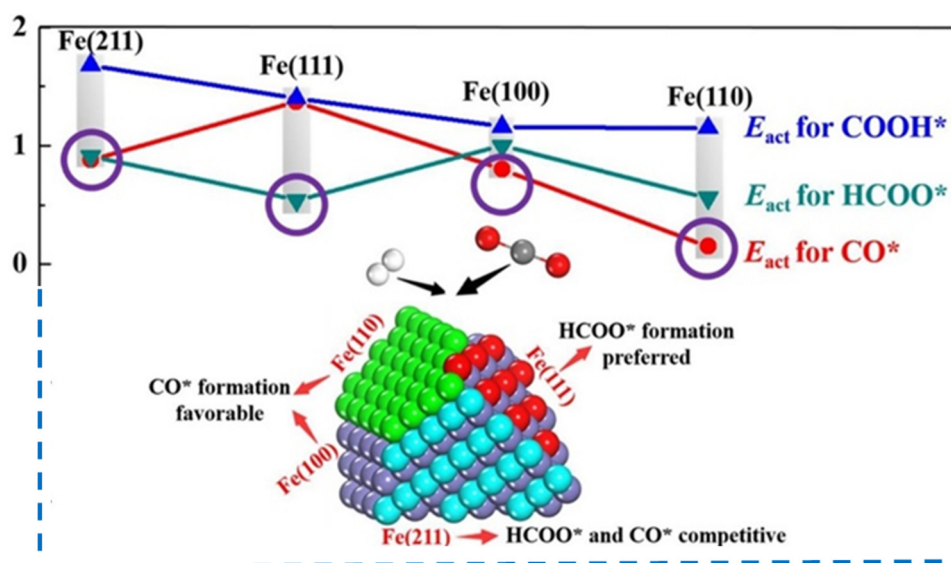 2
Fe(211)
Fe(111)
Fe(100)
Fe(110)
Eact for COOH*
1
Eact for HCOO*
Eact for CO*
0
HCOO* formation
preferred
Fe(110)
Fe(111)
CO* formation
favorable
Fe(100)
Fe(211)
HCOO* and CO* competitive